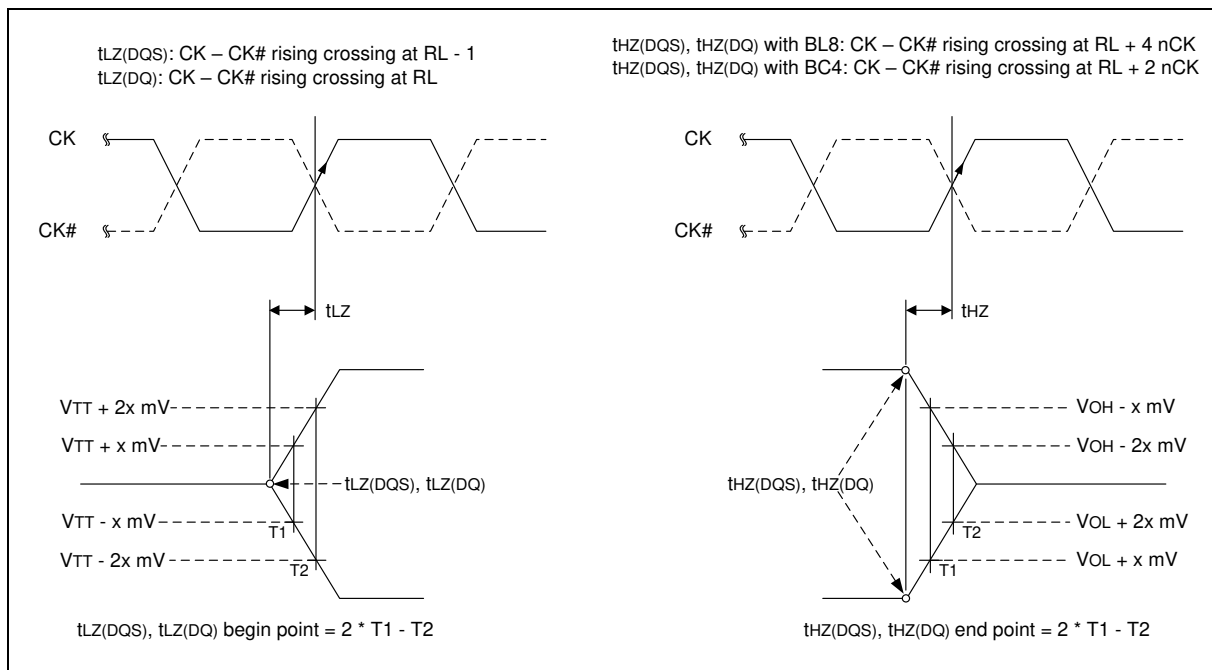 tLZ(DQS): CK – CK# rising crossing at RL - 1
tLZ(DQ): CK – CK# rising crossing at RL
CK
CK#
tLZ
VTT + 2x mV
VTT + x mV
tLZ(DQS), tLZ(DQ)
VTT - x mV
T1
VTT - 2x mV
T2
tLZ(DQS), tLZ(DQ) begin point = 2 * T1 - T2
tHZ(DQS), tHZ(DQ) with BL8: CK – CK# rising crossing at RL + 4 nCK
tHZ(DQS), tHZ(DQ) with BC4: CK – CK# rising crossing at RL + 2 nCK
CK
CK#
tHZ
VOH - x mV
VOH - 2x mV
tHZ(DQS), tHZ(DQ)
VOL + 2x mV
T2
VOL + x mV
T1
tHZ(DQS), tHZ(DQ) end point = 2 * T1 - T2